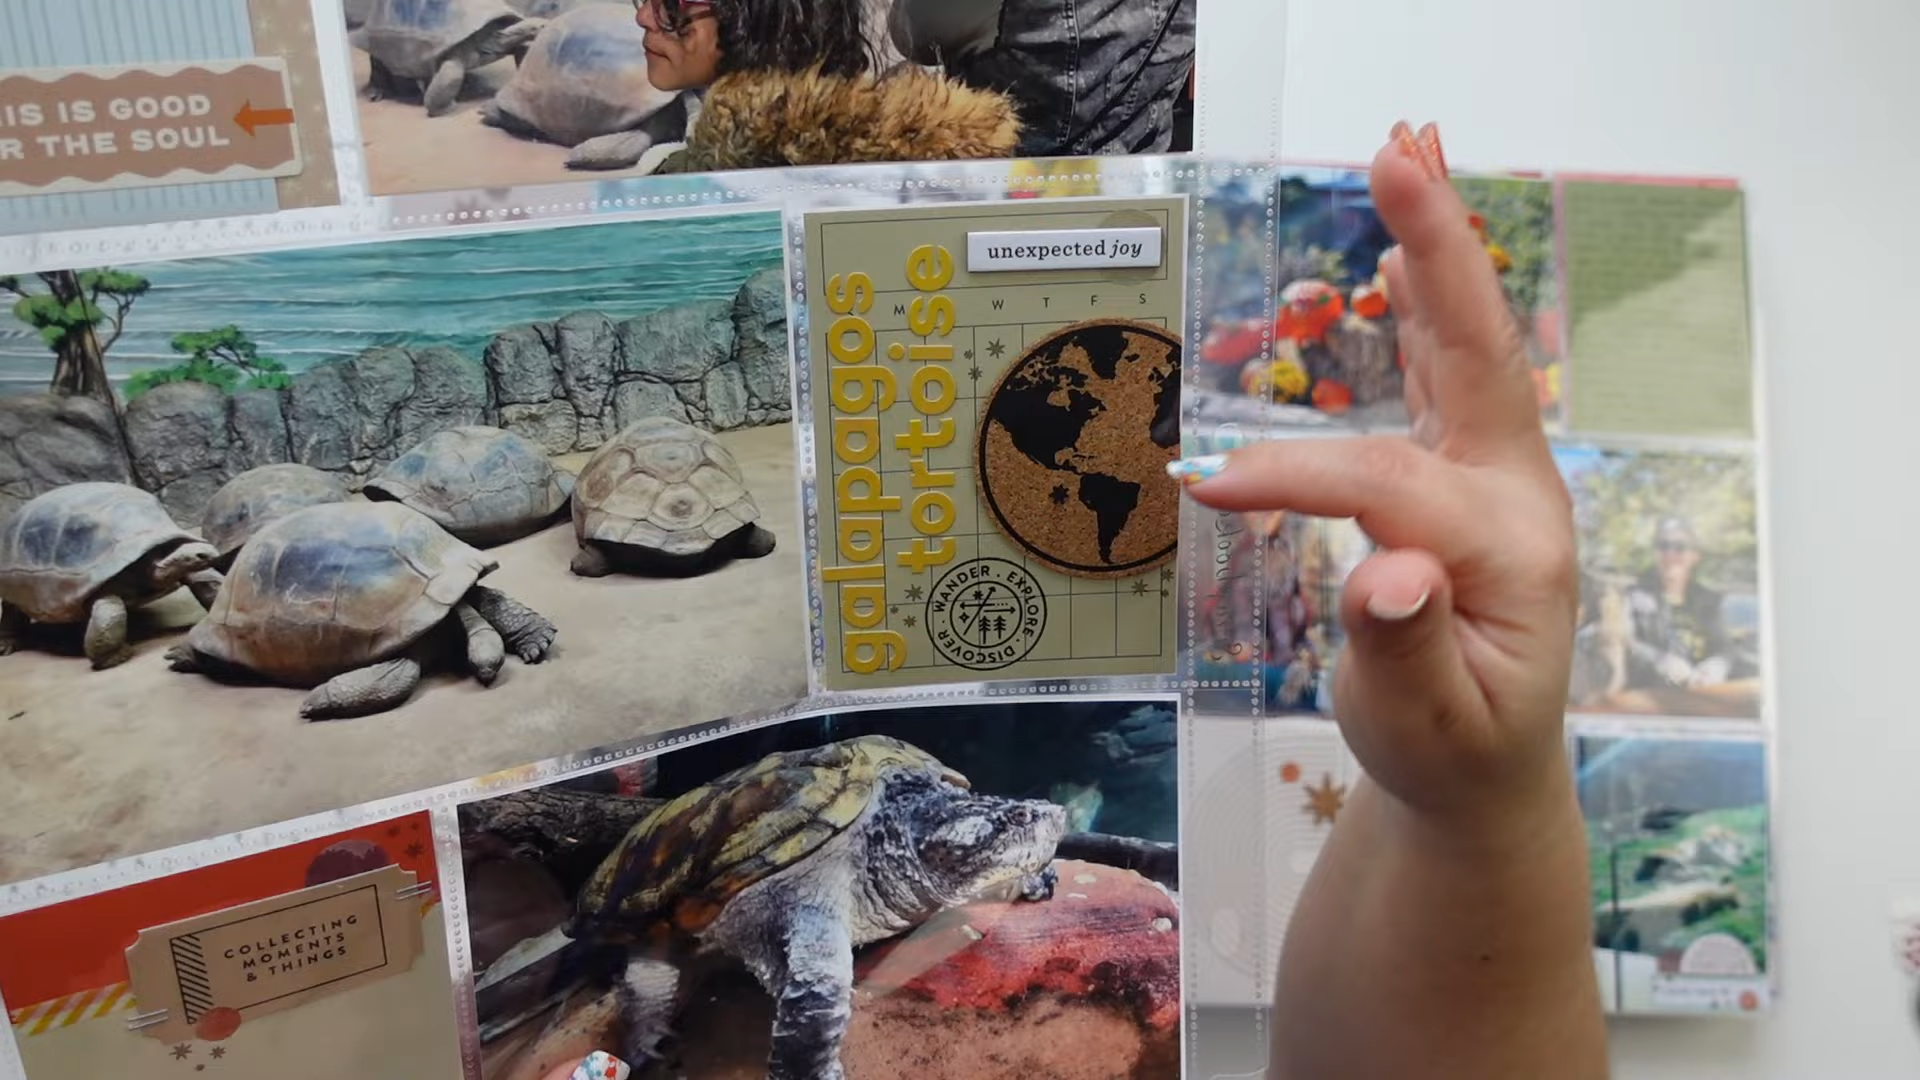 IS IS GOOD
R THE SOUL
unexpected joy
M W T F S
galapagos
tortoise
WANDER · EXPLORE · DISCOVER ·
COLLECTING
MOMENTS
& THINGS